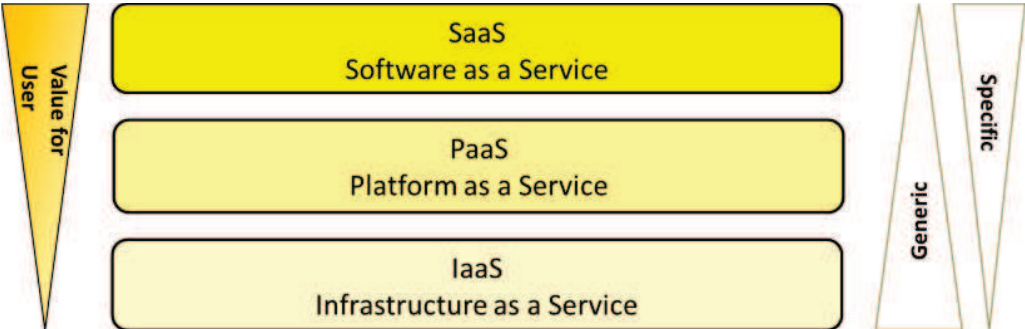 Value for
User
SaaS
Software as a Service
PaaS
Platform as a Service
IaaS
Infrastructure as a Service
Generic
Specific